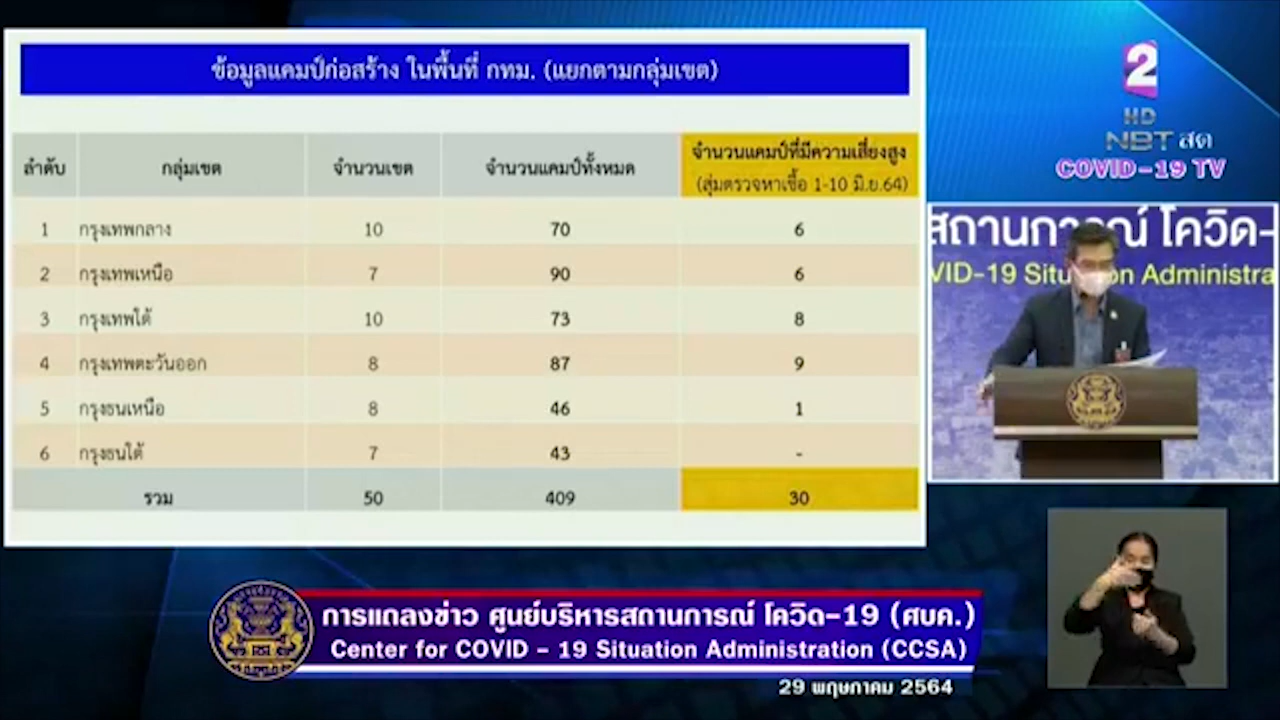 ข้อมูลแคมป์ก่อสร้าง ในพื้นที่ กทม. (แยกตามกลุ่มเขต)
ลำดับ กลุ่มเขต จำนวนเขต จำนวนแคมป์ทั้งหมด จำนวนแคมป์ที่มีความเสี่ยงสูง
(สุ่มตรวจหาเชื้อ 1-10 มิ.ย.64)
1 กรุงเทพกลาง 10 70 6
2 กรุงเทพเหนือ 7 90 6
3 กรุงเทพใต้ 10 73 8
4 กรุงเทพตะวันออก 8 87 9
5 กรุงธนเหนือ 8 46 1
6 กรุงธนใต้ 7 43 -
รวม 50 409 30
2
HD
NBT สด
COVID-19 TV
สถานการณ์ โควิด-
VID-19 Situation Administra
การแถลงข่าว ศูนย์บริหารสถานการณ์ โควิด-19 (ศบค.)
Center for COVID - 19 Situation Administration (CCSA)
29 พฤษภาคม 2564